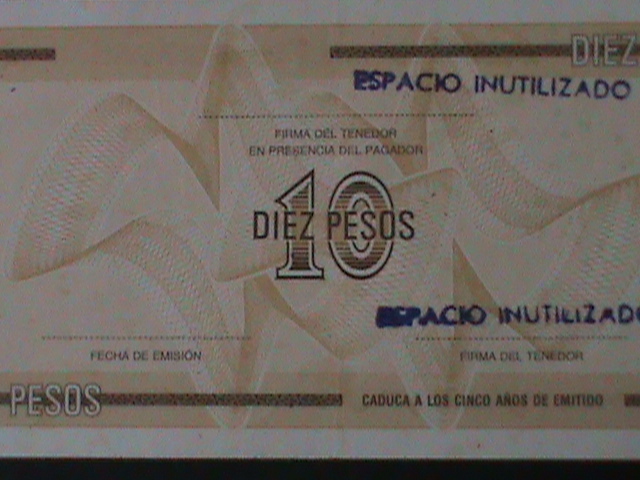 DIEZ
ESPACIO INUTILIZADO
FIRMA DEL TENEDOR
EN PRESENCIA DEL PAGADOR
10
DIEZ PESOS
ESPACIO INUTILIZADO
FECHA DE EMISIÓN
FIRMA DEL TENEDOR
PESOS
CADUCA A LOS CINCO AÑOS DE EMITIDO